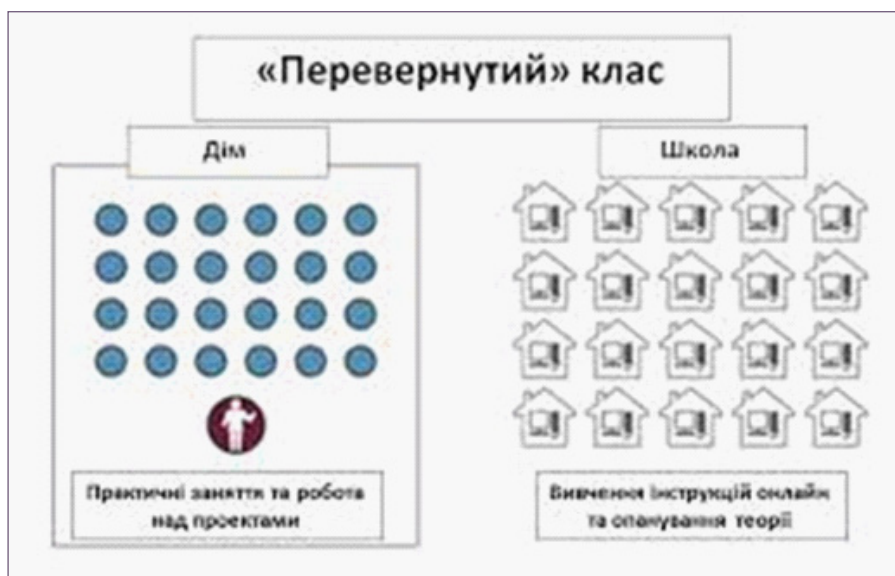 «Перевернутий» клас
Дім
Школа
Практичні заняття та робота
над проектами
Вивчення інструкцій онлайн
та опанування теорії